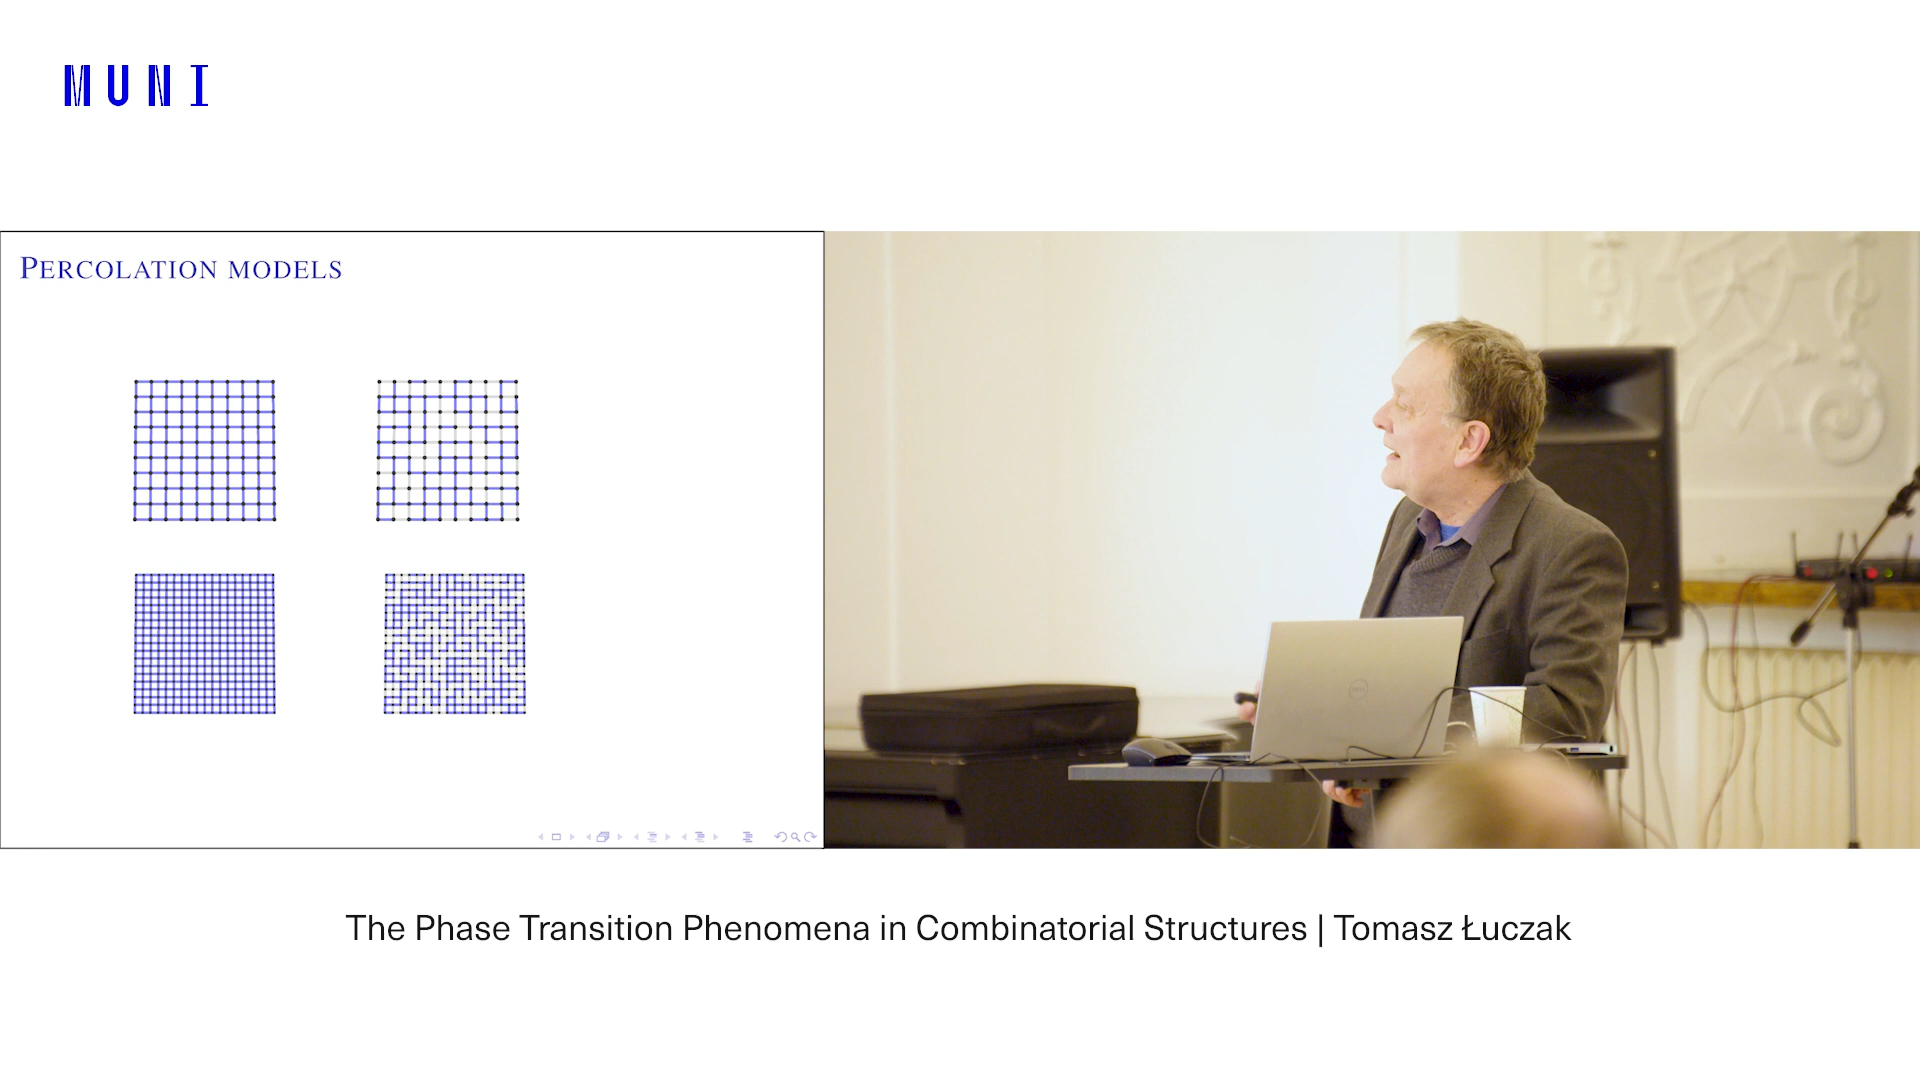 MUNI
PERCOLATION MODELS
The Phase Transition Phenomena in Combinatorial Structures | Tomasz Łuczak